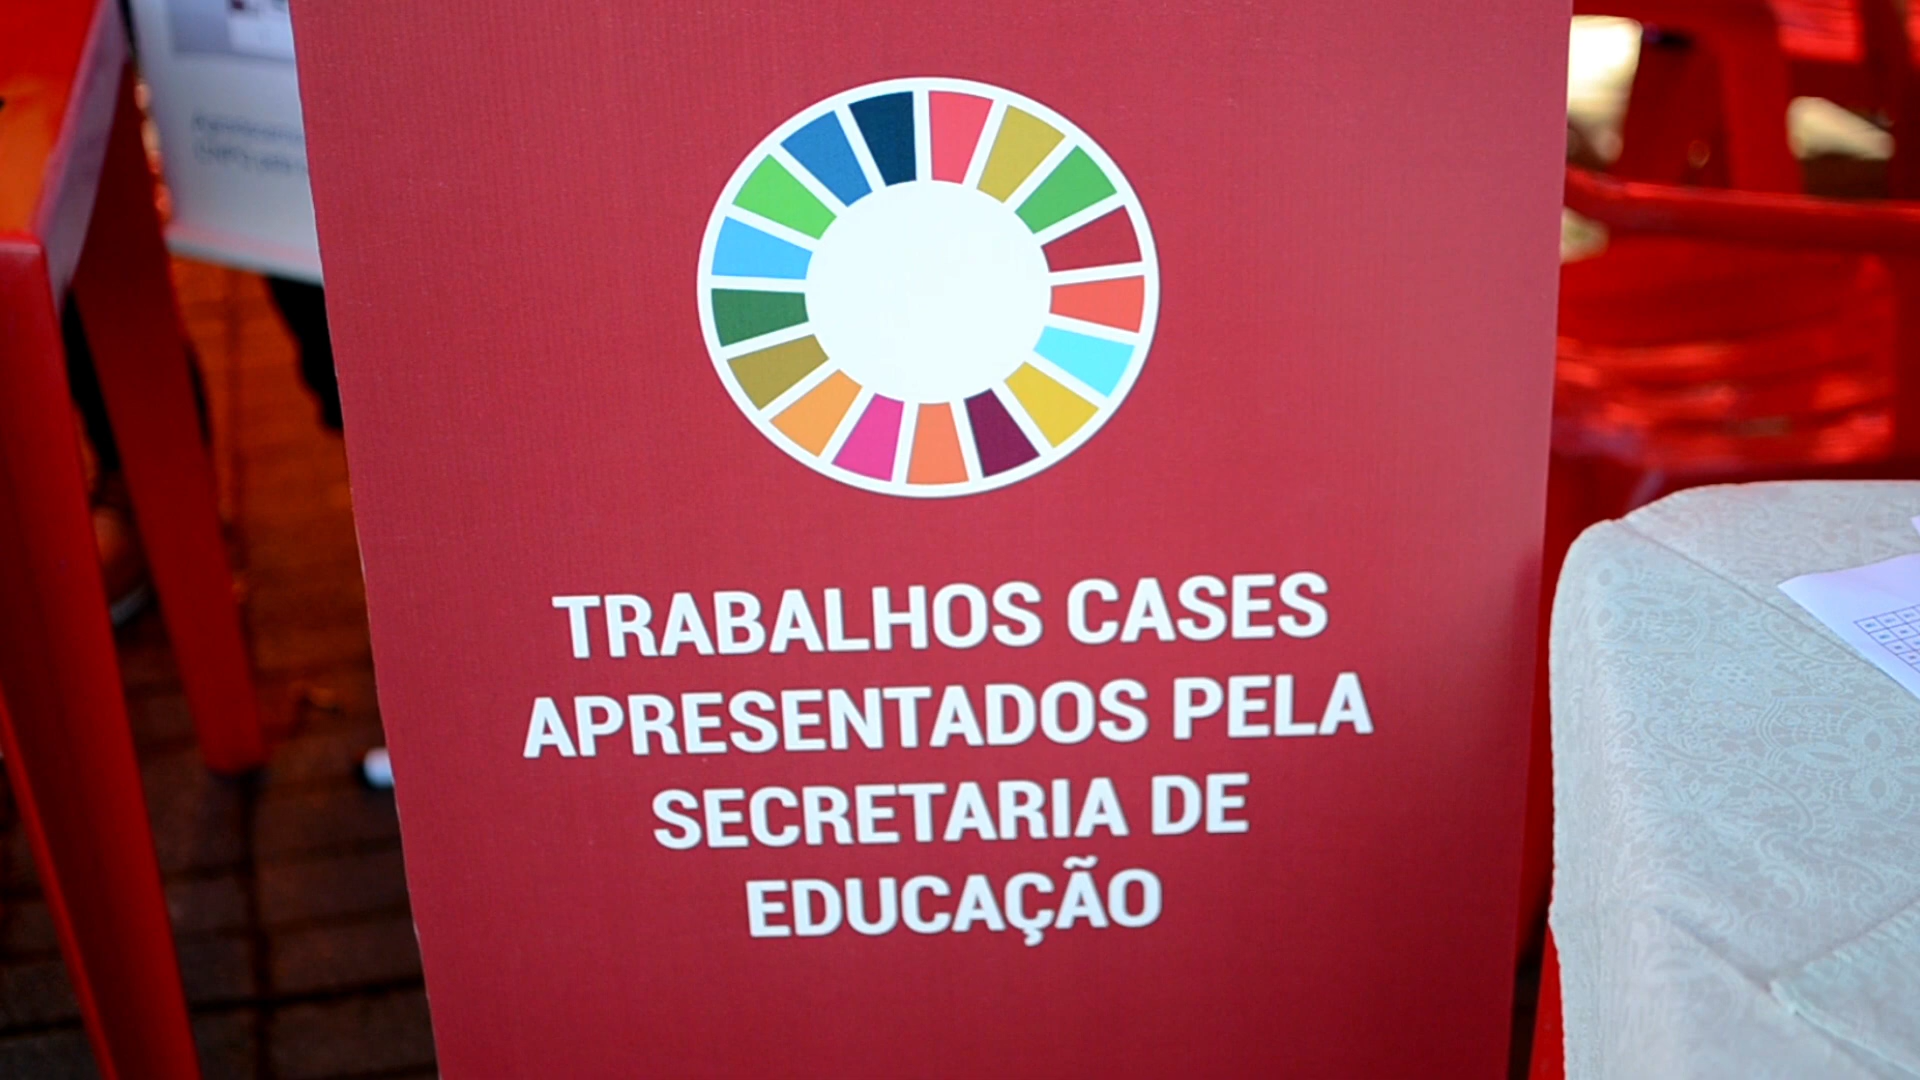 TRABALHOS CASES
APRESENTADOS PELA
SECRETARIA DE
EDUCAÇÃO